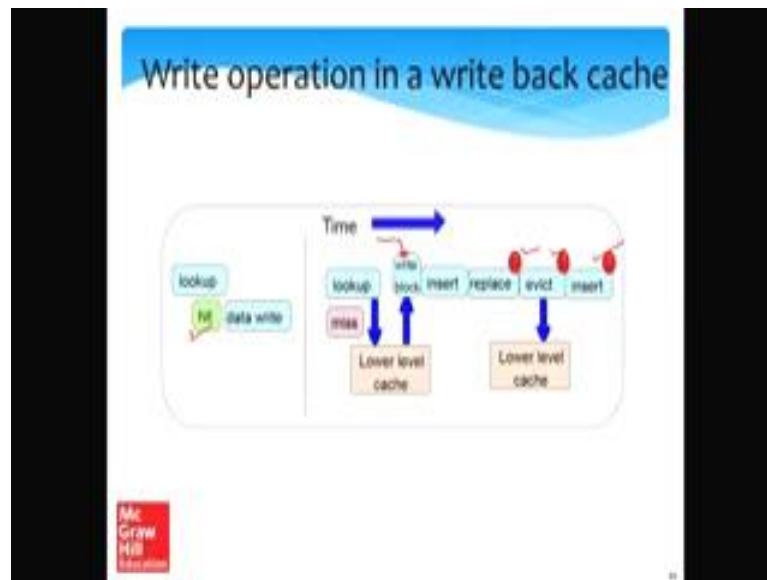 Write operation in a write back cache
Time
lookup
hit
data write
lookup
miss
write
block
insert
replace
evict
insert
Lower level
cache
Lower level
cache
Mc
Graw
Hill
Education